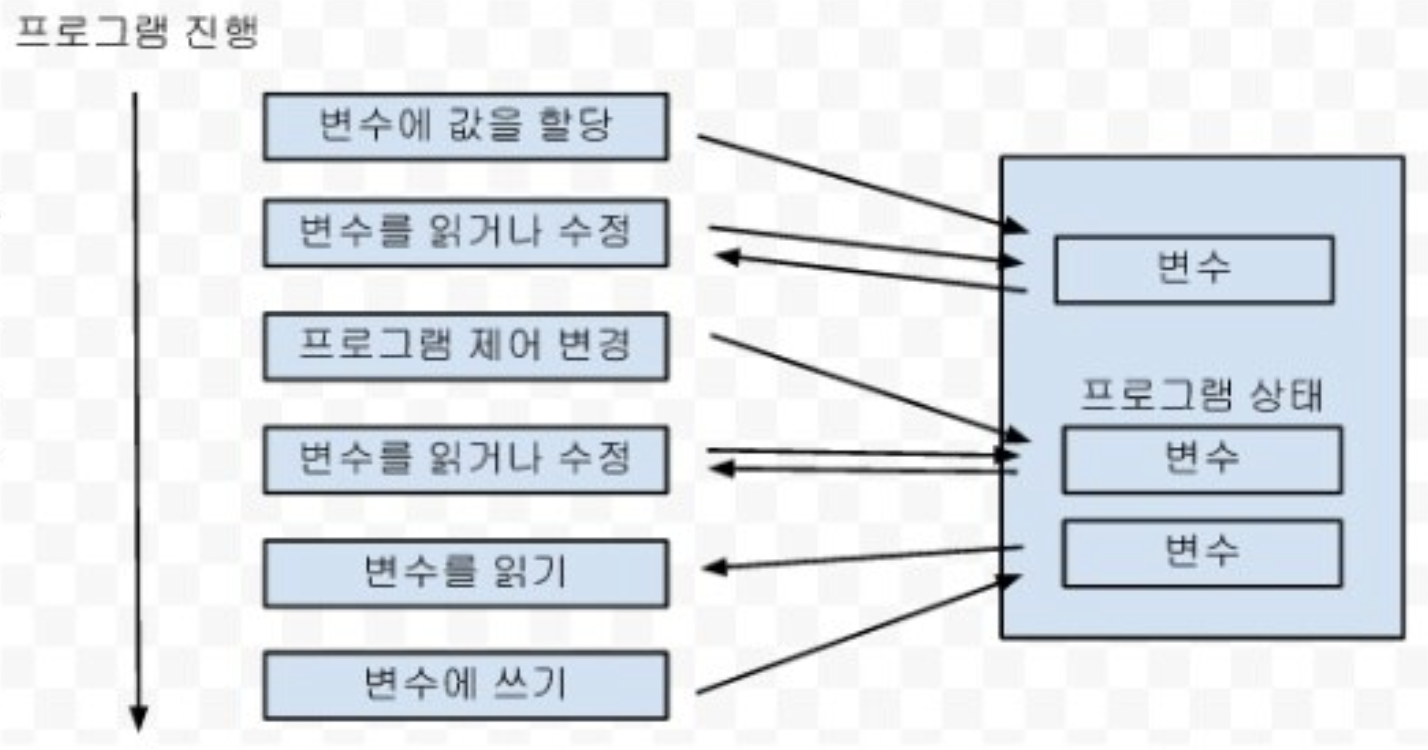 프로그램 진행
변수에 값을 할당
변수를 읽거나 수정
프로그램 제어 변경
변수를 읽거나 수정
변수를 읽기
변수에 쓰기
변수
프로그램 상태
변수
변수